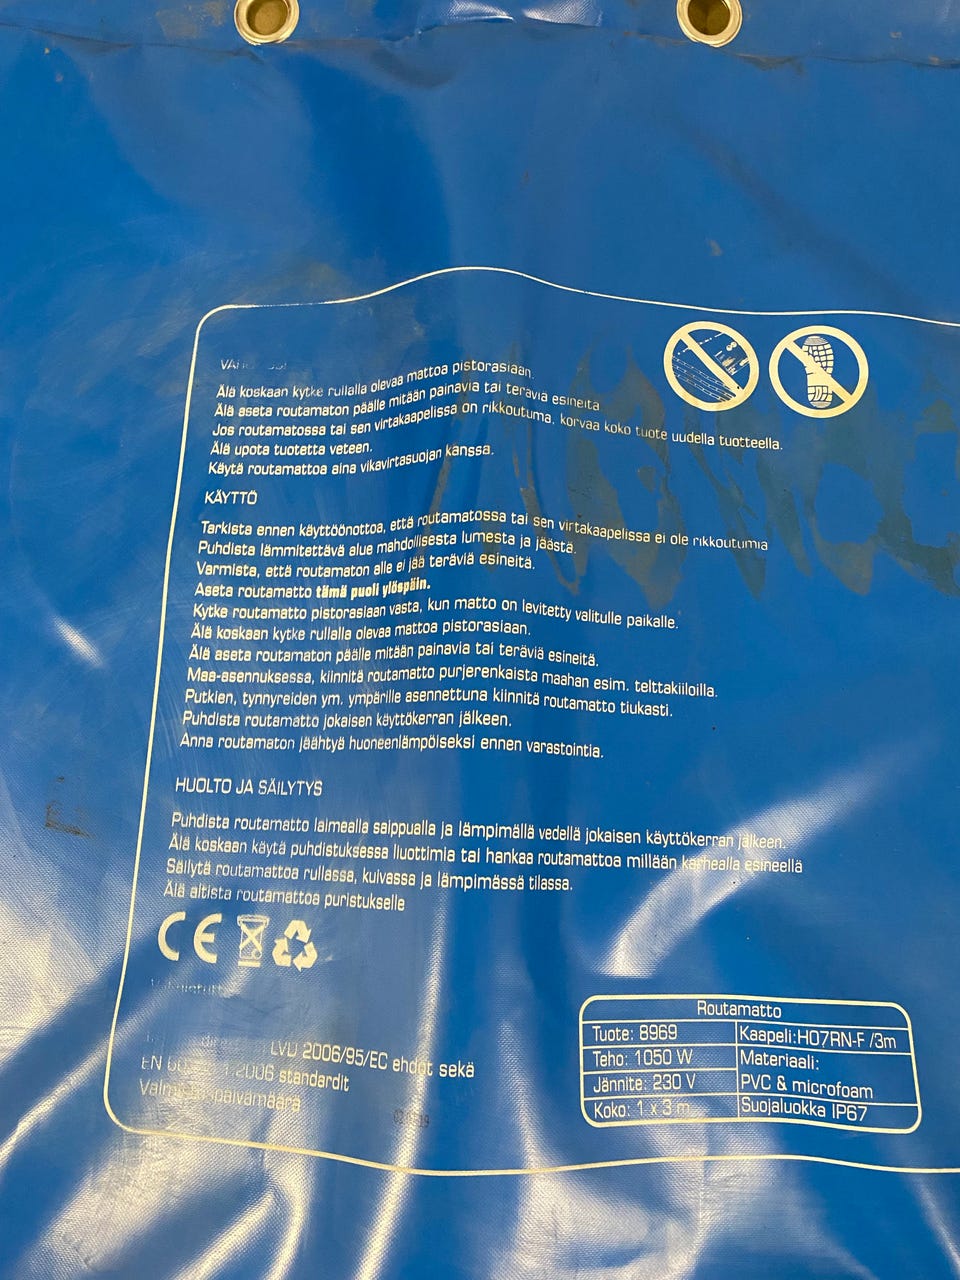 Älä koskaan kytke rullalla olevaa mattoa pistorasiaan.
Älä aseta routamaton päälle mitään painavia tai teräviä esineitä
Jos routamatossa tai sen virtakaapelissa on rikkoutuma, korvaa koko tuote uudella tuotteella.
Älä upota tuotetta veteen.
Käytä routamattoa aina vikavirtasuojan kanssa.
KÄYTTÖ
Tarkista ennen käyttöönottoa, että routamatossa tai sen virtakaapelissa ei ole rikkoutumia
Puhdista lämmitettävä alue mahdollisesta lumesta ja jäästä.
Varmista, että routamaton alle ei jää teräviä esineitä.
Aseta routamatto tämä puoli ylöspäin.
Kytke routamatto pistorasiaan vasta, kun matto on levitetty valitulle paikalle.
Älä koskaan kytke rullalla olevaa mattoa pistorasiaan.
Älä aseta routamaton päälle mitään painavia tai teräviä esineitä.
Maa-asennuksessa, kiinnitä routamatto purjerenkaista maahan esim. telttakiiloilla.
Putkien, tynnyreiden ym. ympärille asennettuna kiinnitä routamatto tiukasti.
Puhdista routamatto jokaisen käyttökerran jälkeen.
Anna routamaton jäähtyä huoneenlämpöiseksi ennen varastointia.
HUOLTO JA SÄILYTYS
Puhdista routamatto laimealla saippualla ja lämpimällä vedellä jokaisen käyttökerran jälkeen.
Älä koskaan käytä puhdistuksessa liuottimia tai hankaa routamattoa millään karhealla esineellä
Säilytä routamattoa rullassa, kuivassa ja lämpimässä tilassa.
Älä altista routamattoa puristukselle
CE
LVD 2006/95/EC ehdot sekä
EN standardit
Routamatto
Tuote: 8969
Kaapeli:H07RN-F /3m
Teho: 1050 W
Materiaali:
Jännite: 230 V
PVC & microfoam
Koko: 1 x 3 m
Suojaluokka IP67